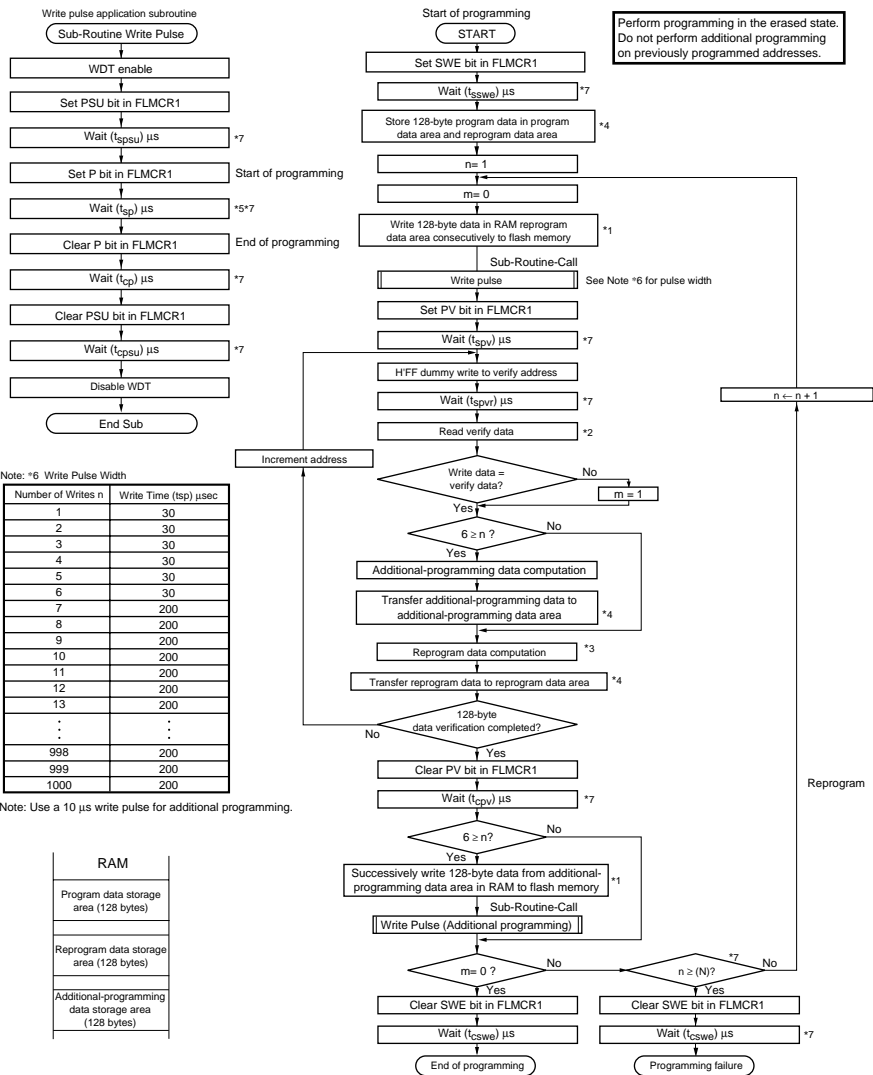 Write pulse application subroutine
Sub-Routine Write Pulse
WDT enable
Set PSU bit in FLMCR1
Wait (tspsu) μs
*7
Set P bit in FLMCR1
Start of programming
Wait (tsp) μs
*5*7
Clear P bit in FLMCR1
End of programming
Wait (tcp) μs
*7
Clear PSU bit in FLMCR1
Wait (tcpsu) μs
*7
Disable WDT
End Sub
Note: *6 Write Pulse Width
Number of Writes n
Write Time (tsp) μsec
1
30
2
30
3
30
4
30
5
30
6
30
7
200
8
200
9
200
10
200
11
200
12
200
13
200
998
200
999
200
1000
200
Note: Use a 10 μs write pulse for additional programming.
RAM
Program data storage
area (128 bytes)
Reprogram data storage
area (128 bytes)
Additional-programming
data storage area
(128 bytes)
Start of programming
START
Set SWE bit in FLMCR1
Wait (tsswe) μs
*7
Store 128-byte program data in program
data area and reprogram data area
*4
n= 1
m= 0
Write 128-byte data in RAM reprogram
data area consecutively to flash memory
*1
Sub-Routine-Call
Write pulse
See Note *6 for pulse width
Set PV bit in FLMCR1
Wait (tspv) μs
*7
H'FF dummy write to verify address
Wait (tspvr) μs
*7
Read verify data
*2
Increment address
Write data =
verify data?
No
m = 1
Yes
6 ≥ n ?
No
Yes
Additional-programming data computation
Transfer additional-programming data to
additional-programming data area
*4
Reprogram data computation
*3
Transfer reprogram data to reprogram data area
*4
128-byte
data verification completed?
No
Yes
Clear PV bit in FLMCR1
Wait (tcpv) μs
*7
6 ≥ n?
No
Yes
Successively write 128-byte data from additional-
programming data area in RAM to flash memory
*1
Sub-Routine-Call
Write Pulse (Additional programming)
m= 0 ?
No
Yes
Clear SWE bit in FLMCR1
Wait (tcswe) μs
End of programming
*7
n ≥ (N)?
No
Yes
Clear SWE bit in FLMCR1
Wait (tcswe) μs
*7
Programming failure
n ← n + 1
Reprogram
Perform programming in the erased state.
Do not perform additional programming
on previously programmed addresses.